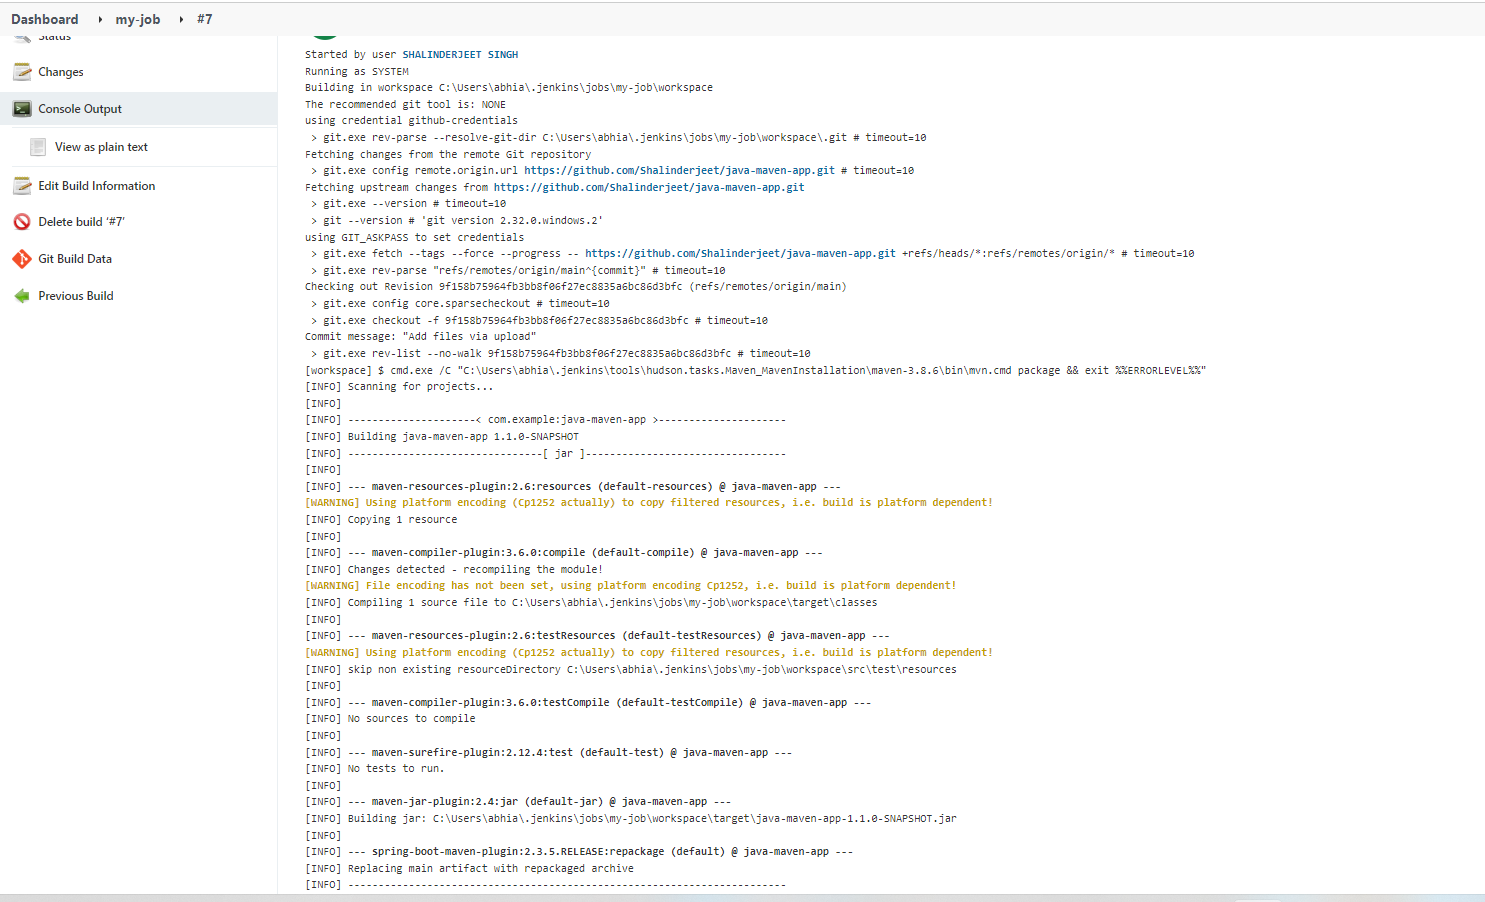 Dashboard
my-job
#7
Status
Changes
Console Output
View as plain text
Edit Build Information
Delete build '#7'
Git Build Data
Previous Build
Started by user SHALINDERJEET SINGH
Running as SYSTEM
Building in workspace C:\Users\abhia\.jenkins\jobs\my-job\workspace
The recommended git tool is: NONE
using credential github-credentials
> git.exe rev-parse --resolve-git-dir C:\Users\abhia\.jenkins\jobs\my-job\workspace\.git # timeout=10
Fetching changes from the remote Git repository
> git.exe config remote.origin.url https://github.com/Shalinderjeet/java-maven-app.git # timeout=10
Fetching upstream changes from https://github.com/Shalinderjeet/java-maven-app.git
> git.exe --version # timeout=10
> git --version # 'git version 2.32.0.windows.2'
using GIT_ASKPASS to set credentials
> git.exe fetch --tags --force --progress -- https://github.com/Shalinderjeet/java-maven-app.git +refs/heads/*:refs/remotes/origin/* # timeout=10
> git.exe rev-parse "refs/remotes/origin/main^{commit}" # timeout=10
Checking out Revision 9f158b75964fb3bb8f06f27ec8835a6bc86d3bfc (refs/remotes/origin/main)
> git.exe config core.sparsecheckout # timeout=10
> git.exe checkout -f 9f158b75964fb3bb8f06f27ec8835a6bc86d3bfc # timeout=10
Commit message: "Add files via upload"
> git.exe rev-list --no-walk 9f158b75964fb3bb8f06f27ec8835a6bc86d3bfc # timeout=10
[workspace] $ cmd.exe /C "C:\Users\abhia\.jenkins\tools\hudson.tasks.Maven_MavenInstallation\maven-3.8.6\bin\mvn.cmd package && exit %%ERRORLEVEL%%"
[INFO] Scanning for projects...
[INFO]
[INFO] ---------------------< com.example:java-maven-app >---------------------
[INFO] Building java-maven-app 1.1.0-SNAPSHOT
[INFO] --------------------------------[ jar ]---------------------------------
[INFO]
[INFO] --- maven-resources-plugin:2.6:resources (default-resources) @ java-maven-app ---
[WARNING] Using platform encoding (Cp1252 actually) to copy filtered resources, i.e. build is platform dependent!
[INFO] Copying 1 resource
[INFO]
[INFO] --- maven-compiler-plugin:3.6.0:compile (default-compile) @ java-maven-app ---
[INFO] Changes detected - recompiling the module!
[WARNING] File encoding has not been set, using platform encoding Cp1252, i.e. build is platform dependent!
[INFO] Compiling 1 source file to C:\Users\abhia\.jenkins\jobs\my-job\workspace\target\classes
[INFO]
[INFO] --- maven-resources-plugin:2.6:testResources (default-testResources) @ java-maven-app ---
[WARNING] Using platform encoding (Cp1252 actually) to copy filtered resources, i.e. build is platform dependent!
[INFO] skip non existing resourceDirectory C:\Users\abhia\.jenkins\jobs\my-job\workspace\src\test\resources
[INFO]
[INFO] --- maven-compiler-plugin:3.6.0:testCompile (default-testCompile) @ java-maven-app ---
[INFO] No sources to compile
[INFO]
[INFO] --- maven-surefire-plugin:2.12.4:test (default-test) @ java-maven-app ---
[INFO] No tests to run.
[INFO]
[INFO] --- maven-jar-plugin:2.4:jar (default-jar) @ java-maven-app ---
[INFO] Building jar: C:\Users\abhia\.jenkins\jobs\my-job\workspace\target\java-maven-app-1.1.0-SNAPSHOT.jar
[INFO]
[INFO] --- spring-boot-maven-plugin:2.3.5.RELEASE:repackage (default) @ java-maven-app ---
[INFO] Replacing main artifact with repackaged archive
[INFO] ------------------------------------------------------------------------